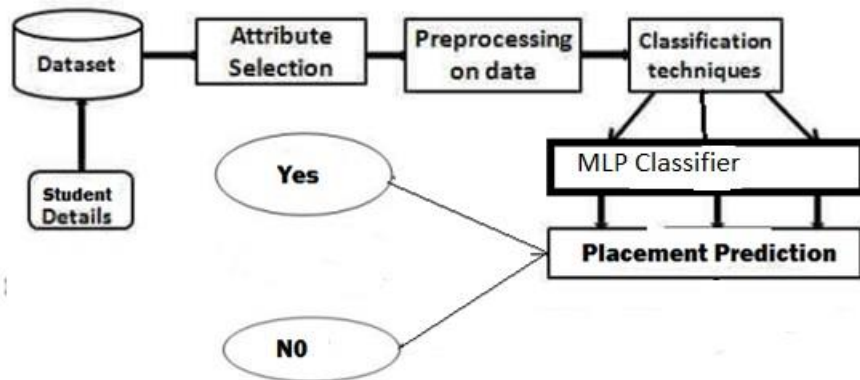 Dataset
Attribute
Selection
Preprocessing
on data
Classification
techniques
Student
Details
Yes
MLP Classifier
Placement Prediction
N0